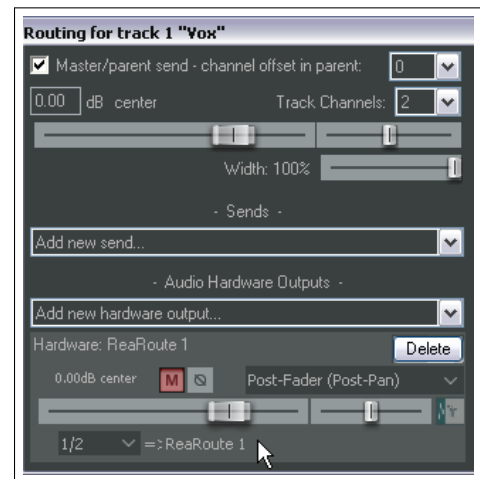 Routing for track 1 "Vox"
Master/parent send - channel offset in parent: 0
0.00 dB center Track Channels: 2
Width: 100%
- Sends -
Add new send...
- Audio Hardware Outputs -
Add new hardware output...
Hardware: ReaRoute 1 Delete
0.00dB center M Post-Fader (Post-Pan)
1/2 => ReaRoute 1